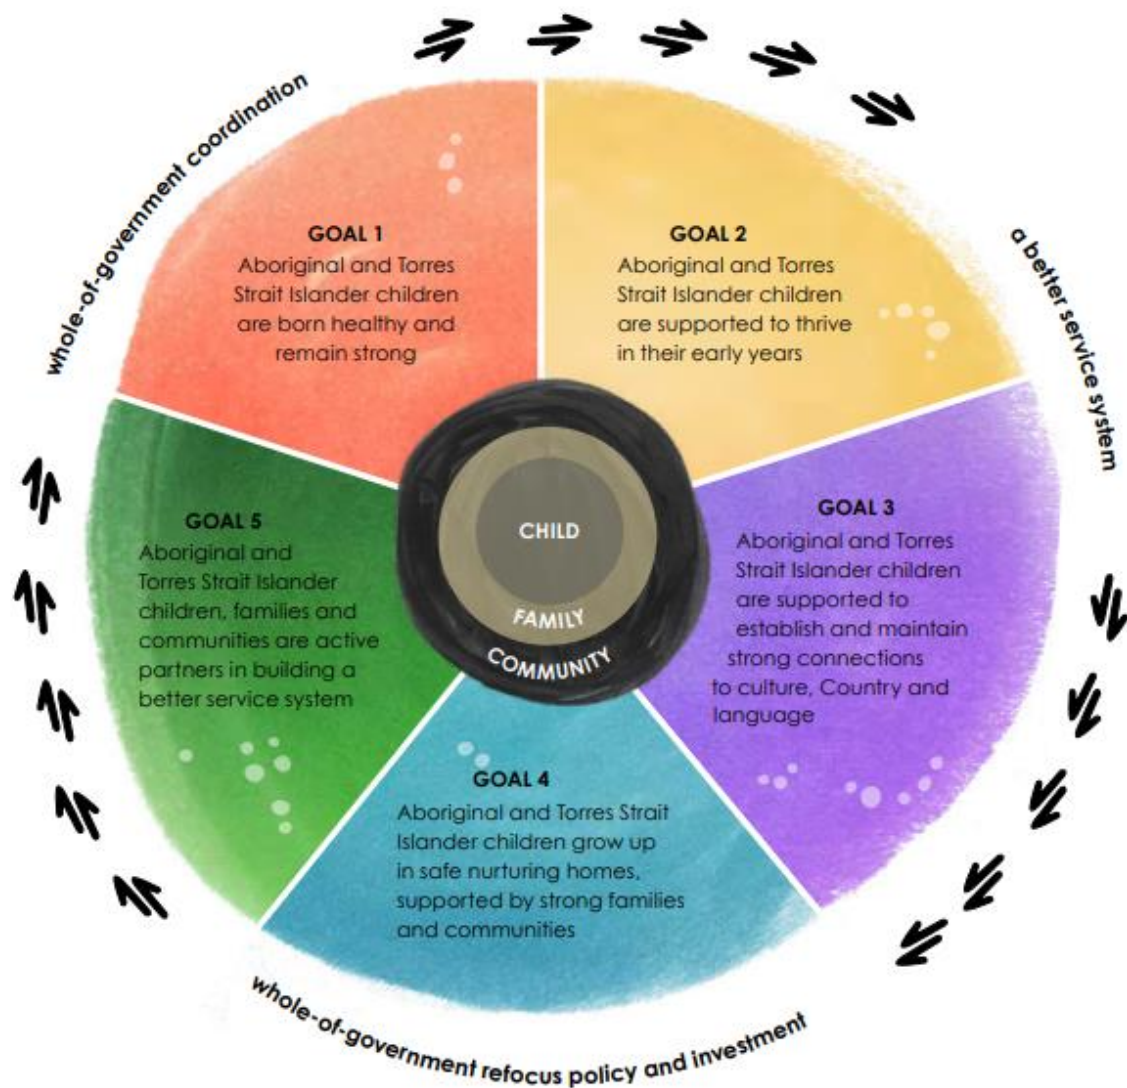 whole-of-government coordination
a better service system
GOAL 1
Aboriginal and Torres
Strait Islander children
are born healthy and
remain strong
GOAL 2
Aboriginal and Torres
Strait Islander children
are supported to thrive
in their early years
GOAL 3
Aboriginal and Torres
Strait Islander children
are supported to
establish and maintain
strong connections
to culture, Country and
language
GOAL 4
Aboriginal and Torres Strait
Islander children grow up
in safe nurturing homes,
supported by strong families
and communities
GOAL 5
Aboriginal and
Torres Strait Islander
children, families and
communities are active
partners in building a
better service system
CHILD
FAMILY
COMMUNITY
whole-of-government refocus policy and investment